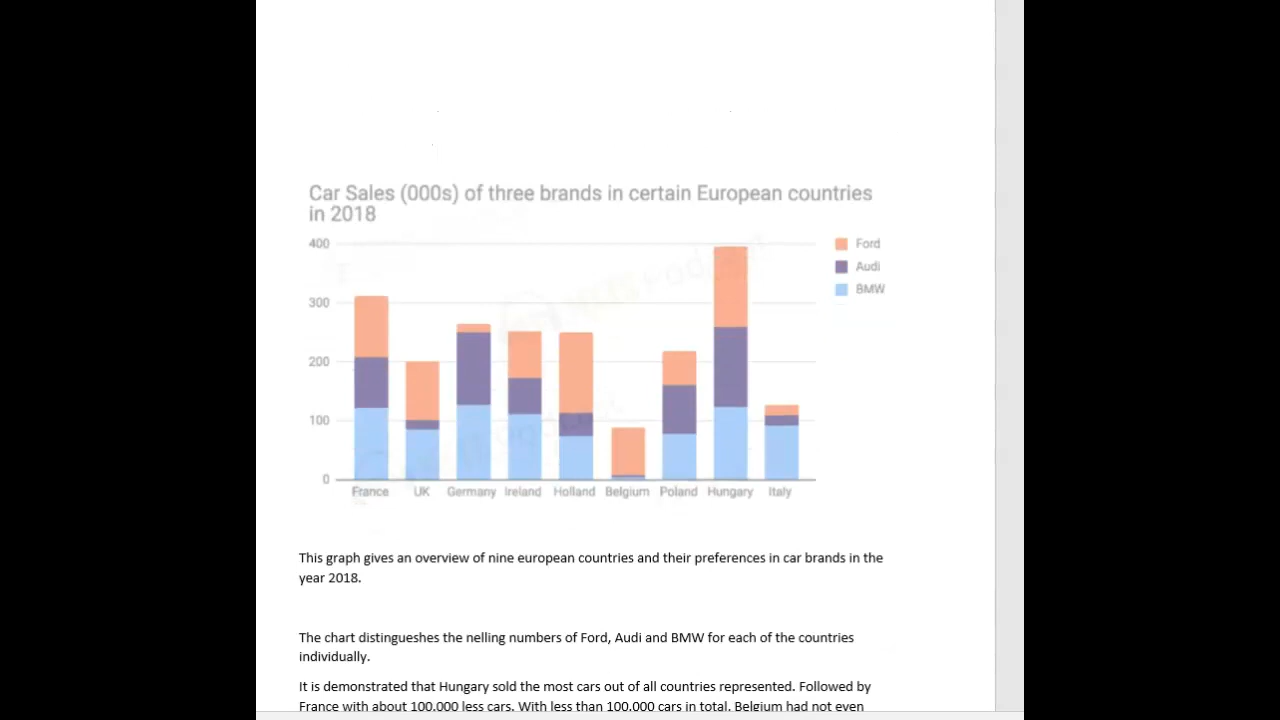 Car Sales (000s) of three brands in certain European countries
in 2018
400
Ford
Audi
300
BMW
200
100
0
France UK Germany Ireland Holland Belgium Poland Hungary Italy
This graph gives an overview of nine european countries and their preferences in car brands in the
year 2018.
The chart distingueshes the nelling numbers of Ford, Audi and BMW for each of the countries
individually.
It is demonstrated that Hungary sold the most cars out of all countries represented. Followed by
France with about 100.000 less cars. With less than 100.000 cars in total, Belgium had not even